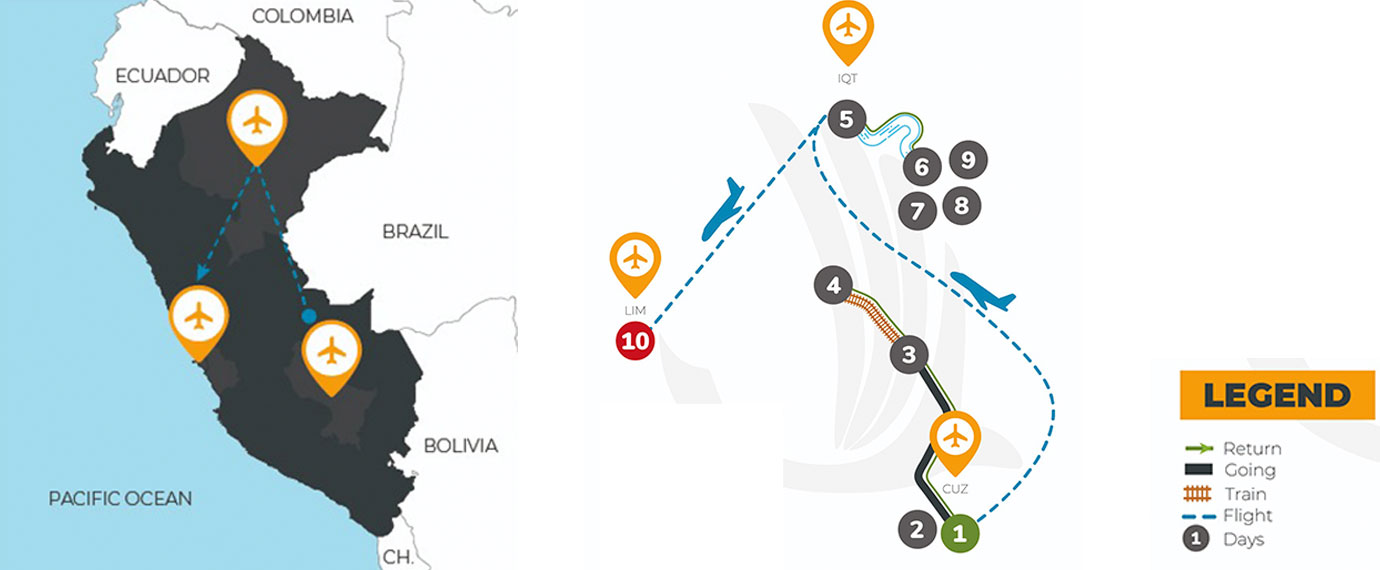 COLOMBIA
ECUADOR
BRAZIL
BOLIVIA
PACIFIC OCEAN
CH.
IQT
5
6
9
7
8
4
LIM
10
3
CUZ
2
1
LEGEND
Return
Going
Train
Flight
1 Days